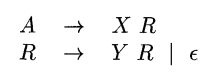 A → X R
R → Y R | ϵ